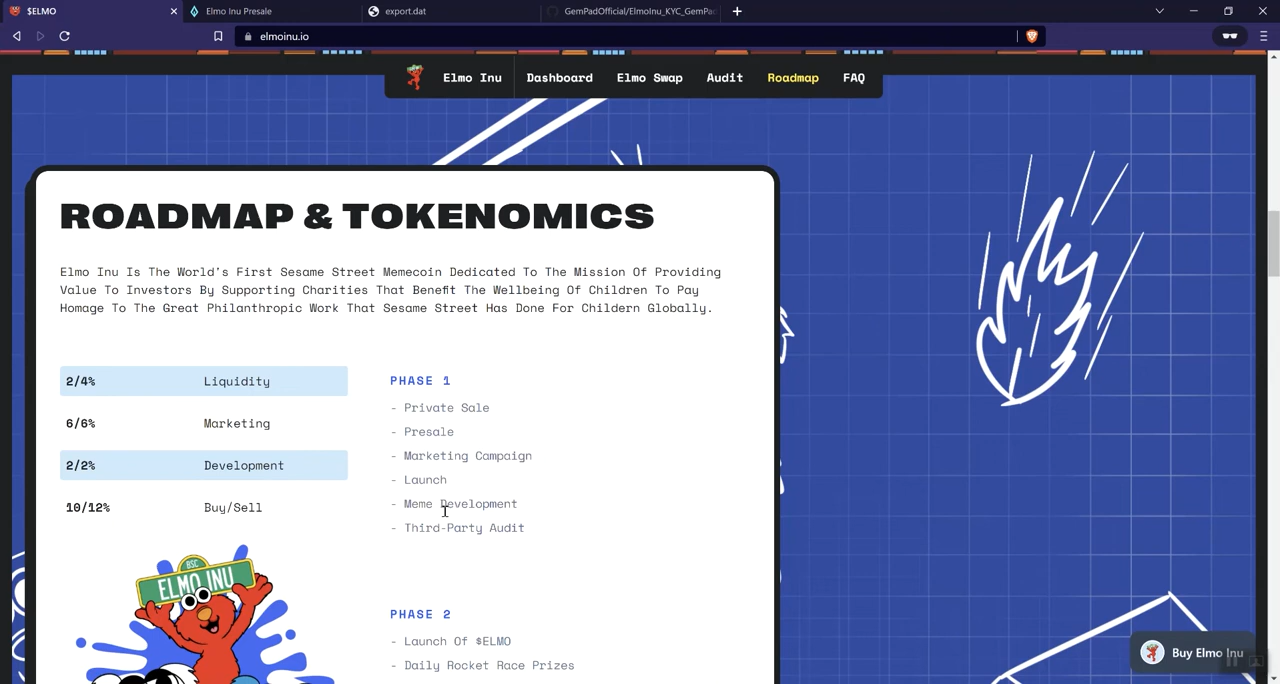 $ELMO
Elmo Inu Presale
export.dat
GemPadOfficial/ElmoInu_KYC_GemPad
elmoinu.io
Elmo Inu
Dashboard
Elmo Swap
Audit
Roadmap
FAQ
ROADMAP & TOKENOMICS
Elmo Inu Is The World's First Sesame Street Memecoin Dedicated To The Mission Of Providing
Value To Investors By Supporting Charities That Benefit The Wellbeing Of Children To Pay
Homage To The Great Philanthropic Work That Sesame Street Has Done For Childern Globally.
2/4% Liquidity
6/6% Marketing
2/2% Development
10/12% Buy/Sell
BSC
ELMO INU
PHASE 1
- Private Sale
- Presale
- Marketing Campaign
- Launch
- Meme Development
- Third-Party Audit
PHASE 2
- Launch Of $ELMO
- Daily Rocket Race Prizes
Buy Elmo Inu